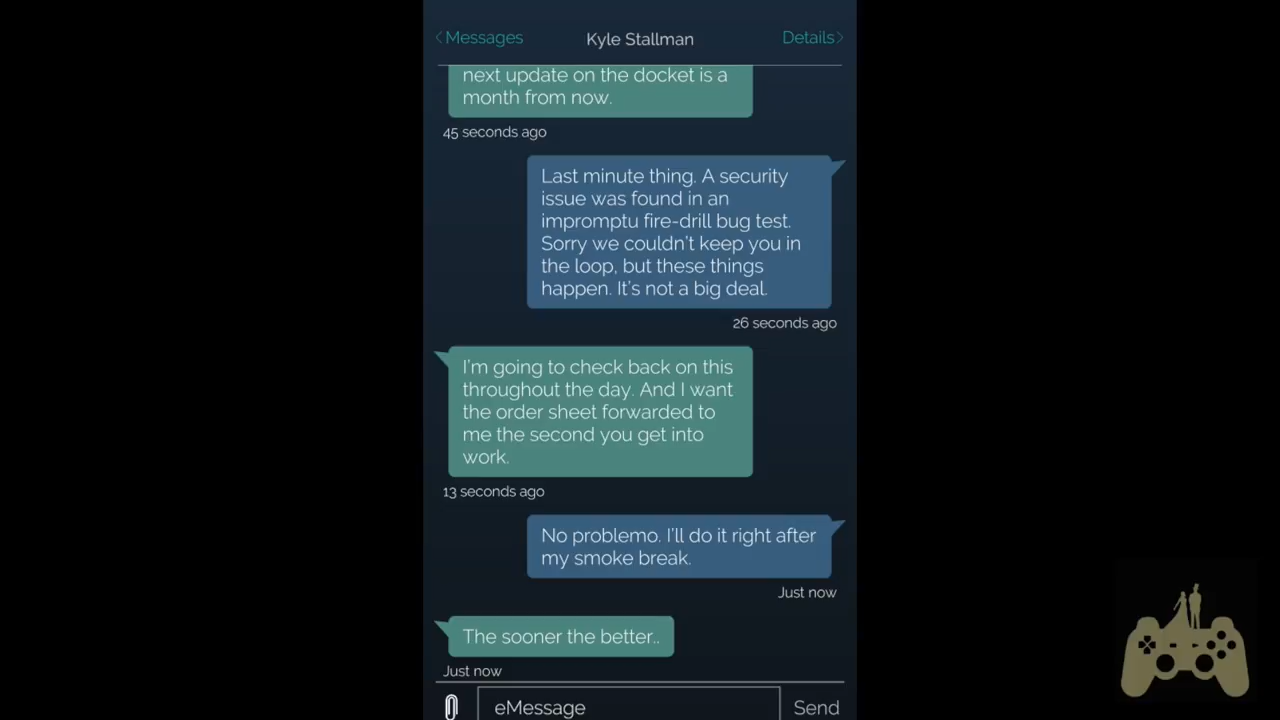 Messages
Kyle Stallman
Details
next update on the docket is a
month from now.
45 seconds ago
Last minute thing. A security
issue was found in an
impromptu fire-drill bug test.
Sorry we couldn't keep you in
the loop, but these things
happen. It's not a big deal.
26 seconds ago
I'm going to check back on this
throughout the day. And I want
the order sheet forwarded to
me the second you get into
work.
13 seconds ago
No problemo. I'll do it right after
my smoke break.
Just now
The sooner the better..
Just now
eMessage
Send